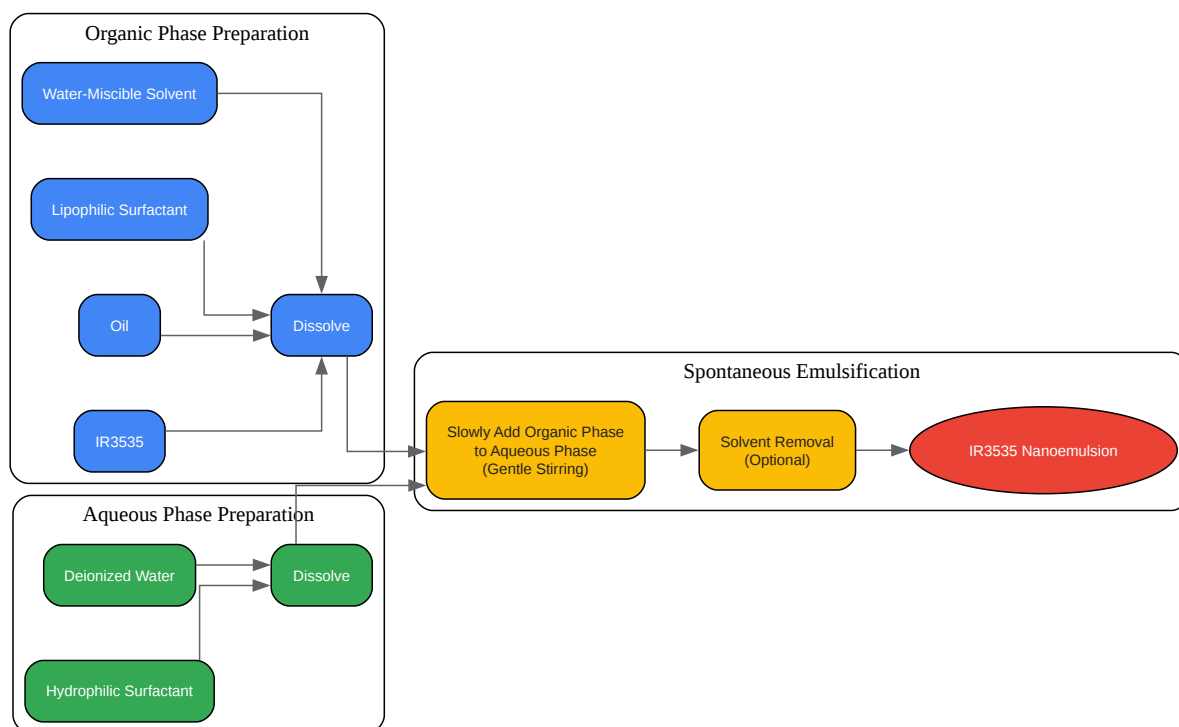 Organic Phase Preparation
Water-Miscible Solvent
Lipophilic Surfactant
Oil
Dissolve
IR3535
Spontaneous Emulsification
Slowly Add Organic Phase
to Aqueous Phase
(Gentle Stirring)
Solvent Removal
(Optional)
IR3535 Nanoemulsion
Aqueous Phase Preparation
Deionized Water
Dissolve
Hydrophilic Surfactant